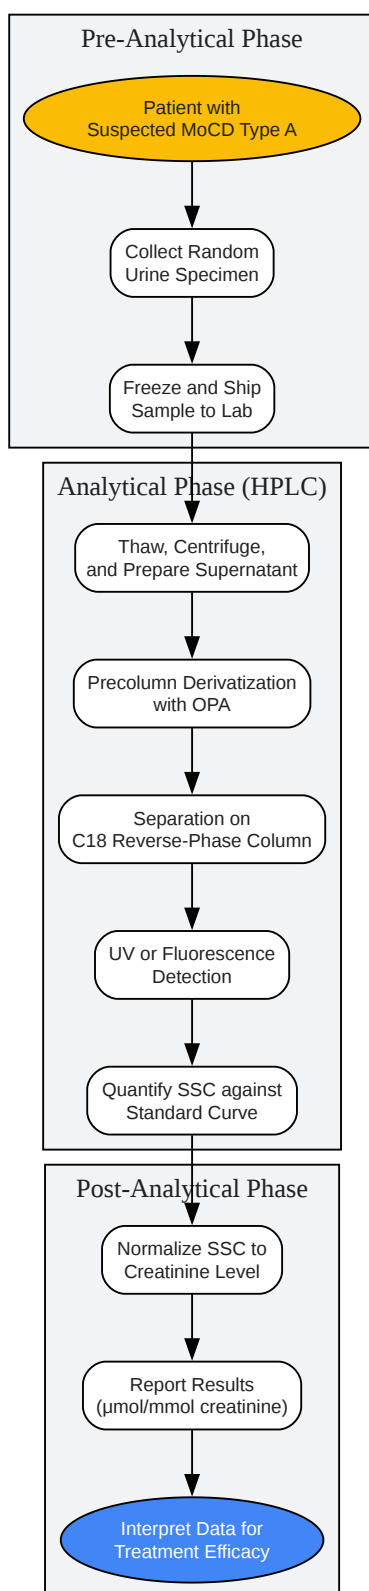 Pre-Analytical Phase
Patient with
Suspected MoCD Type A
Collect Random
Urine Specimen
Freeze and Ship
Sample to Lab
Analytical Phase (HPLC)
Thaw, Centrifuge,
and Prepare Supernatant
Precolumn Derivatization
with OPA
Separation on
C18 Reverse-Phase Column
UV or Fluorescence
Detection
Quantify SSC against
Standard Curve
Post-Analytical Phase
Normalize SSC to
Creatinine Level
Report Results
(μmol/mmol creatinine)
Interpret Data for
Treatment Efficacy